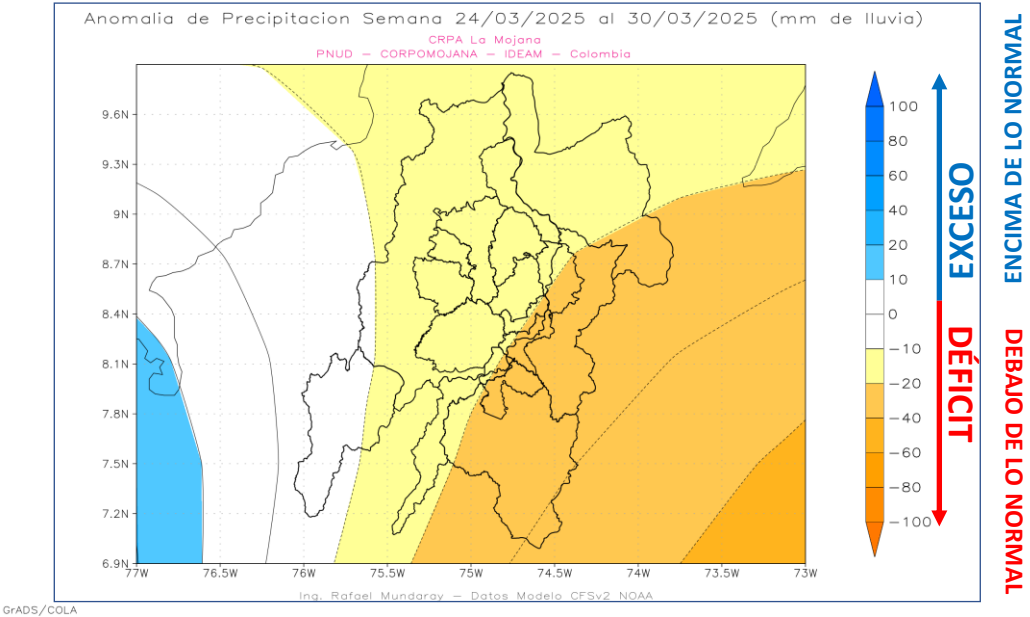 Anomalia de Precipitacion Semana 24/03/2025 al 30/03/2025 (mm de lluvia)
CRPA La Mojana
PNUD – CORPOMOJANA – IDEAM – Colombia
9.6N
9.3N
9N
8.7N
8.4N
8.1N
7.8N
7.5N
7.2N
6.9N
77W 76.5W 76W 75.5W 75W 74.5W 74W 73.5W 73W
Ing. Rafael Mundaray – Datos Modelo CFSv2 NOAA
GrADS/COLA
100
80
60
40
20
10
0
-10
-20
-40
-60
-80
-100
EXCESO
DÉFICIT
ENCIMA DE LO NORMAL
DEBAJO DE LO NORMAL